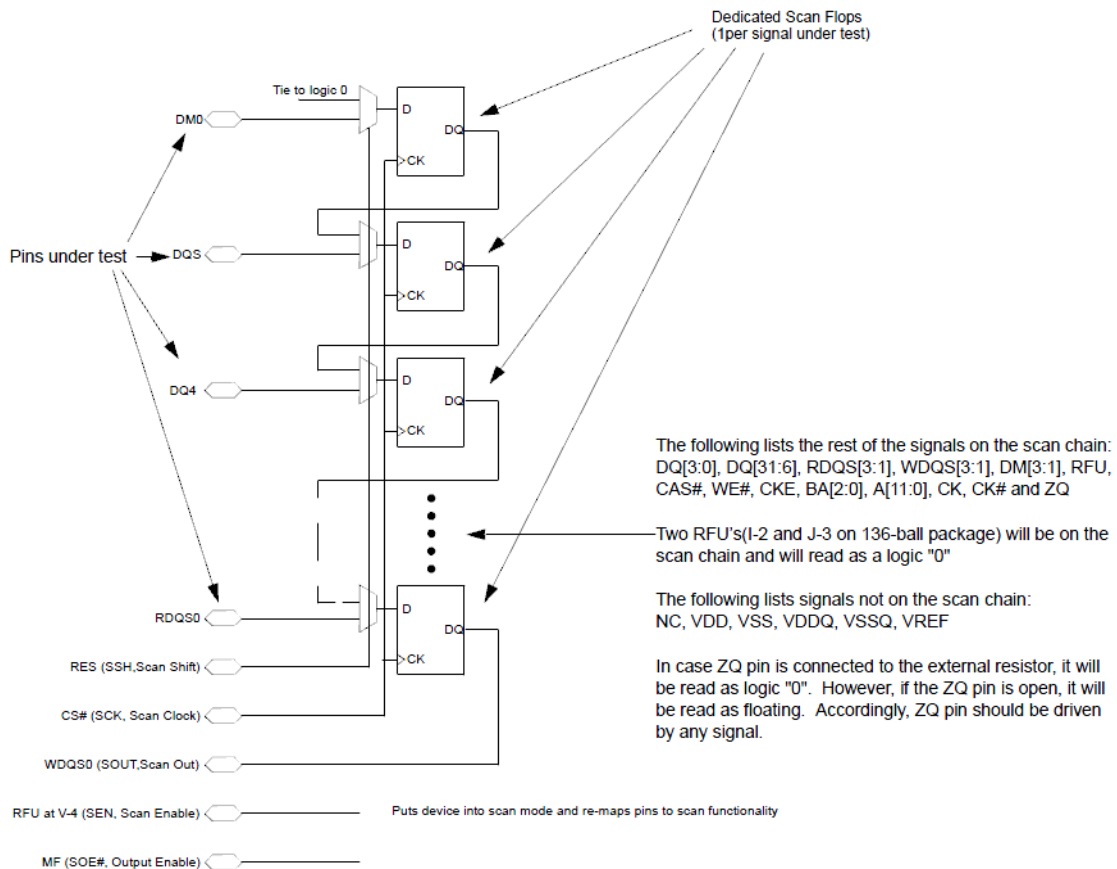 Dedicated Scan Flops
(1per signal under test)
Tie to logic 0
D
DM0
DQ
CK
D
Pins under test
DQS
DQ
CK
D
DQ4
DQ
CK
The following lists the rest of the signals on the scan chain:
DQ[3:0], DQ[31:6], RDQS[3:1], WDQS[3:1], DM[3:1], RFU,
CAS#, WE#, CKE, BA[2:0], A[11:0], CK, CK# and ZQ
Two RFU's(I-2 and J-3 on 136-ball package) will be on the
scan chain and will read as a logic "0"
The following lists signals not on the scan chain:
NC, VDD, VSS, VDDQ, VSSQ, VREF
In case ZQ pin is connected to the external resistor, it will
be read as logic "0". However, if the ZQ pin is open, it will
be read as floating. Accordingly, ZQ pin should be driven
by any signal.
D
RDQS0
DQ
CK
RES (SSH,Scan Shift)
CS# (SCK, Scan Clock)
WDQS0 (SOUT,Scan Out)
RFU at V-4 (SEN, Scan Enable)
Puts device into scan mode and re-maps pins to scan functionality
MF (SOE#, Output Enable)